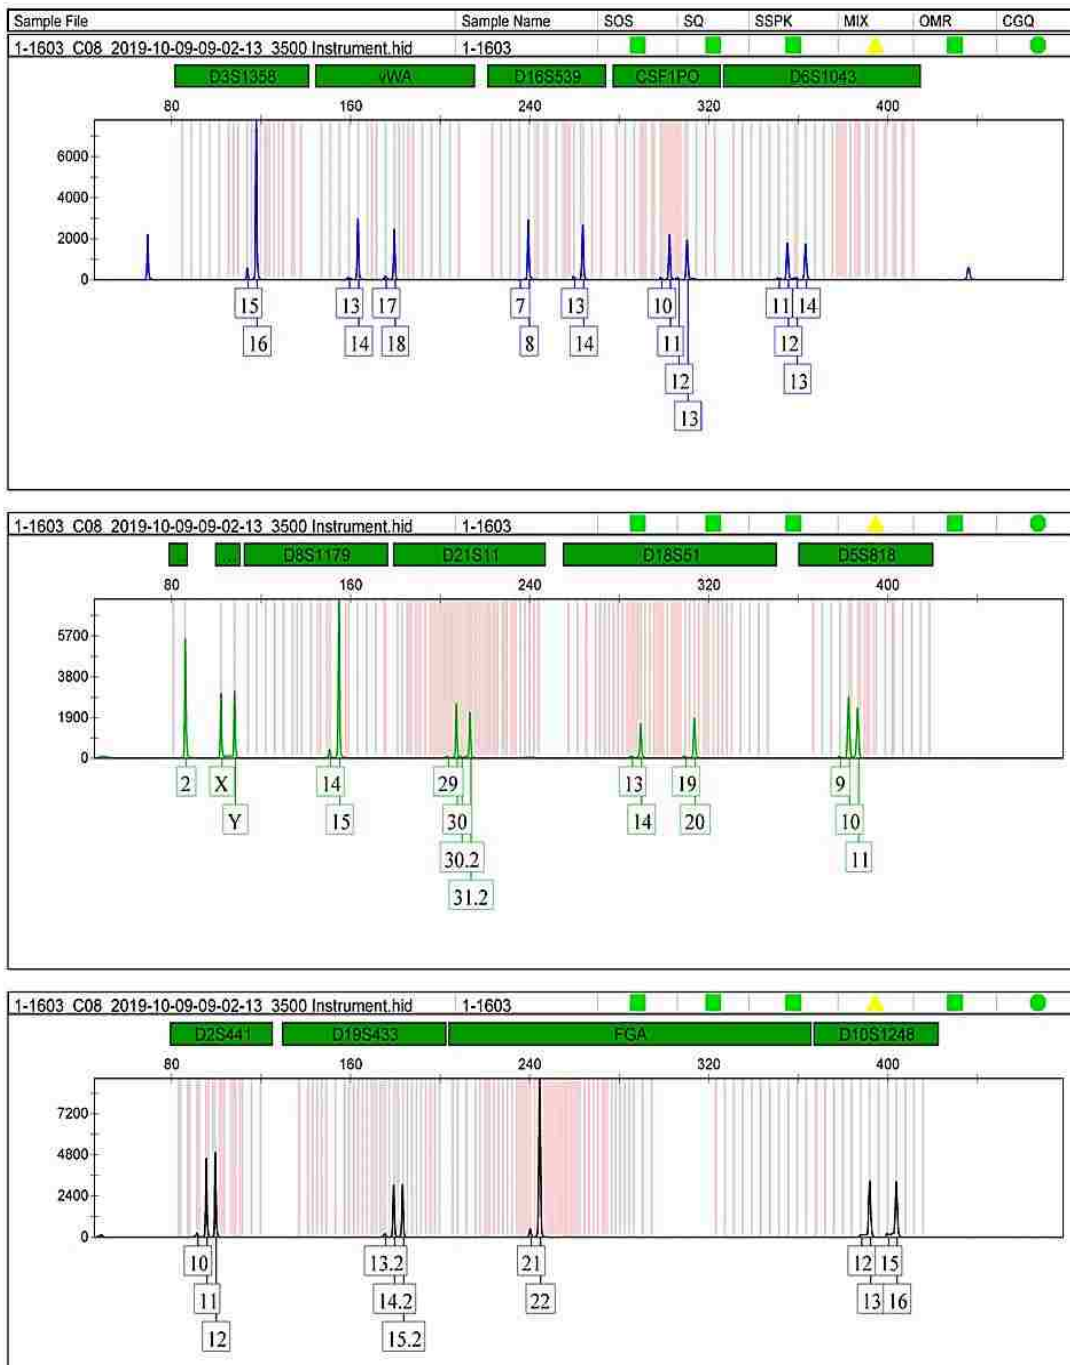 Sample File Sample Name SOS SQ SSPK MIX OMR CGQ
1-1603_C08_2019-10-09-09-02-13_3500 Instrument.hid 1-1603
D3S1358 vWA D16S539 CSF1PO D6S1043
80 160 240 320 400
6000
4000
2000
0
15 13 17 7 13 10 11 14
16 14 18 8 14 11 12
12 13
13
1-1603_C08_2019-10-09-09-02-13_3500 Instrument.hid 1-1603
D8S1179 D21S11 D18S51 D5S818
80 160 240 320 400
5700
3800
1900
0
2 X 14 29 13 19 9
Y 15 30 14 20 10
30.2 11
31.2
1-1603_C08_2019-10-09-09-02-13_3500 Instrument.hid 1-1603
D2S441 D19S433 FGA D10S1248
80 160 240 320 400
7200
4800
2400
0
10 13.2 21 12 15
11 14.2 22 13 16
12 15.2